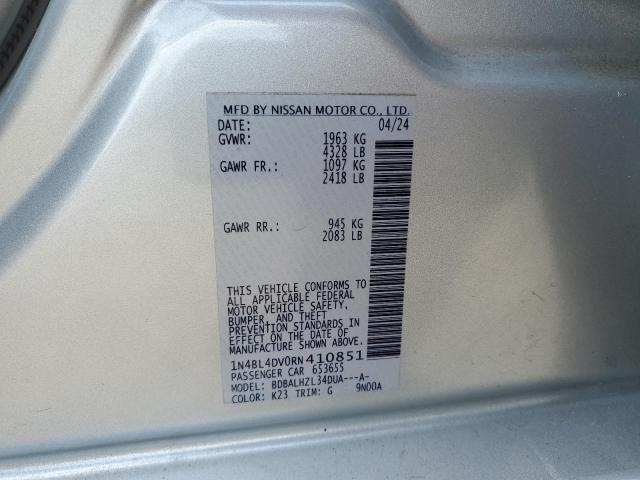 MFD BY NISSAN MOTOR CO., LTD.
DATE: 04/24
GVWR: 1963 KG
4328 LB
GAWR FR.: 1097 KG
2418 LB
GAWR RR.: 945 KG
2083 LB
THIS VEHICLE CONFORMS TO
ALL APPLICABLE FEDERAL
MOTOR VEHICLE SAFETY,
BUMPER, AND THEFT
PREVENTION STANDARDS IN
EFFECT ON THE DATE OF
MANUFACTURE SHOWN ABOVE.
1N4BL4DV0RN410851
PASSENGER CAR 653655
MODEL: BDBALHZL34DUA---A-
COLOR: K23 TRIM: G 9N00A